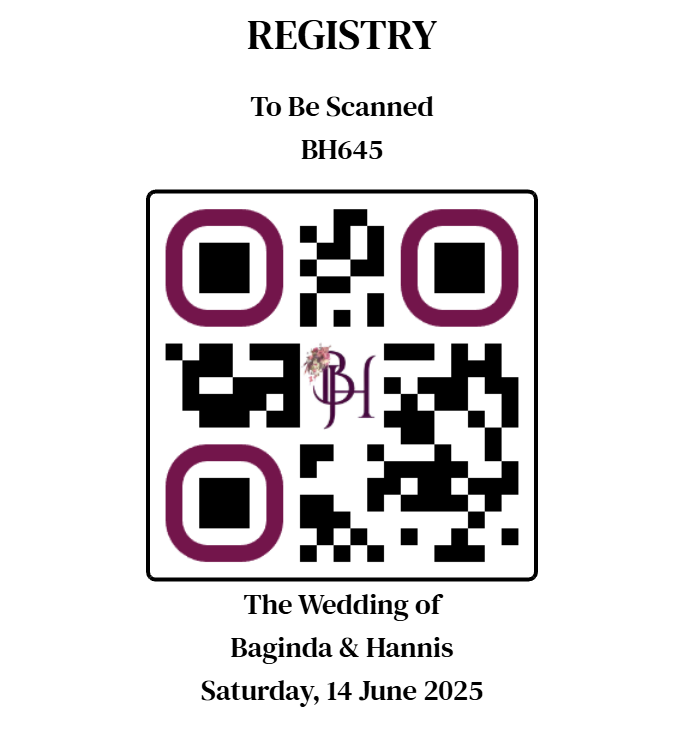 REGISTRY
To Be Scanned
BH645
BH
The Wedding of
Baginda & Hannis
Saturday, 14 June 2025